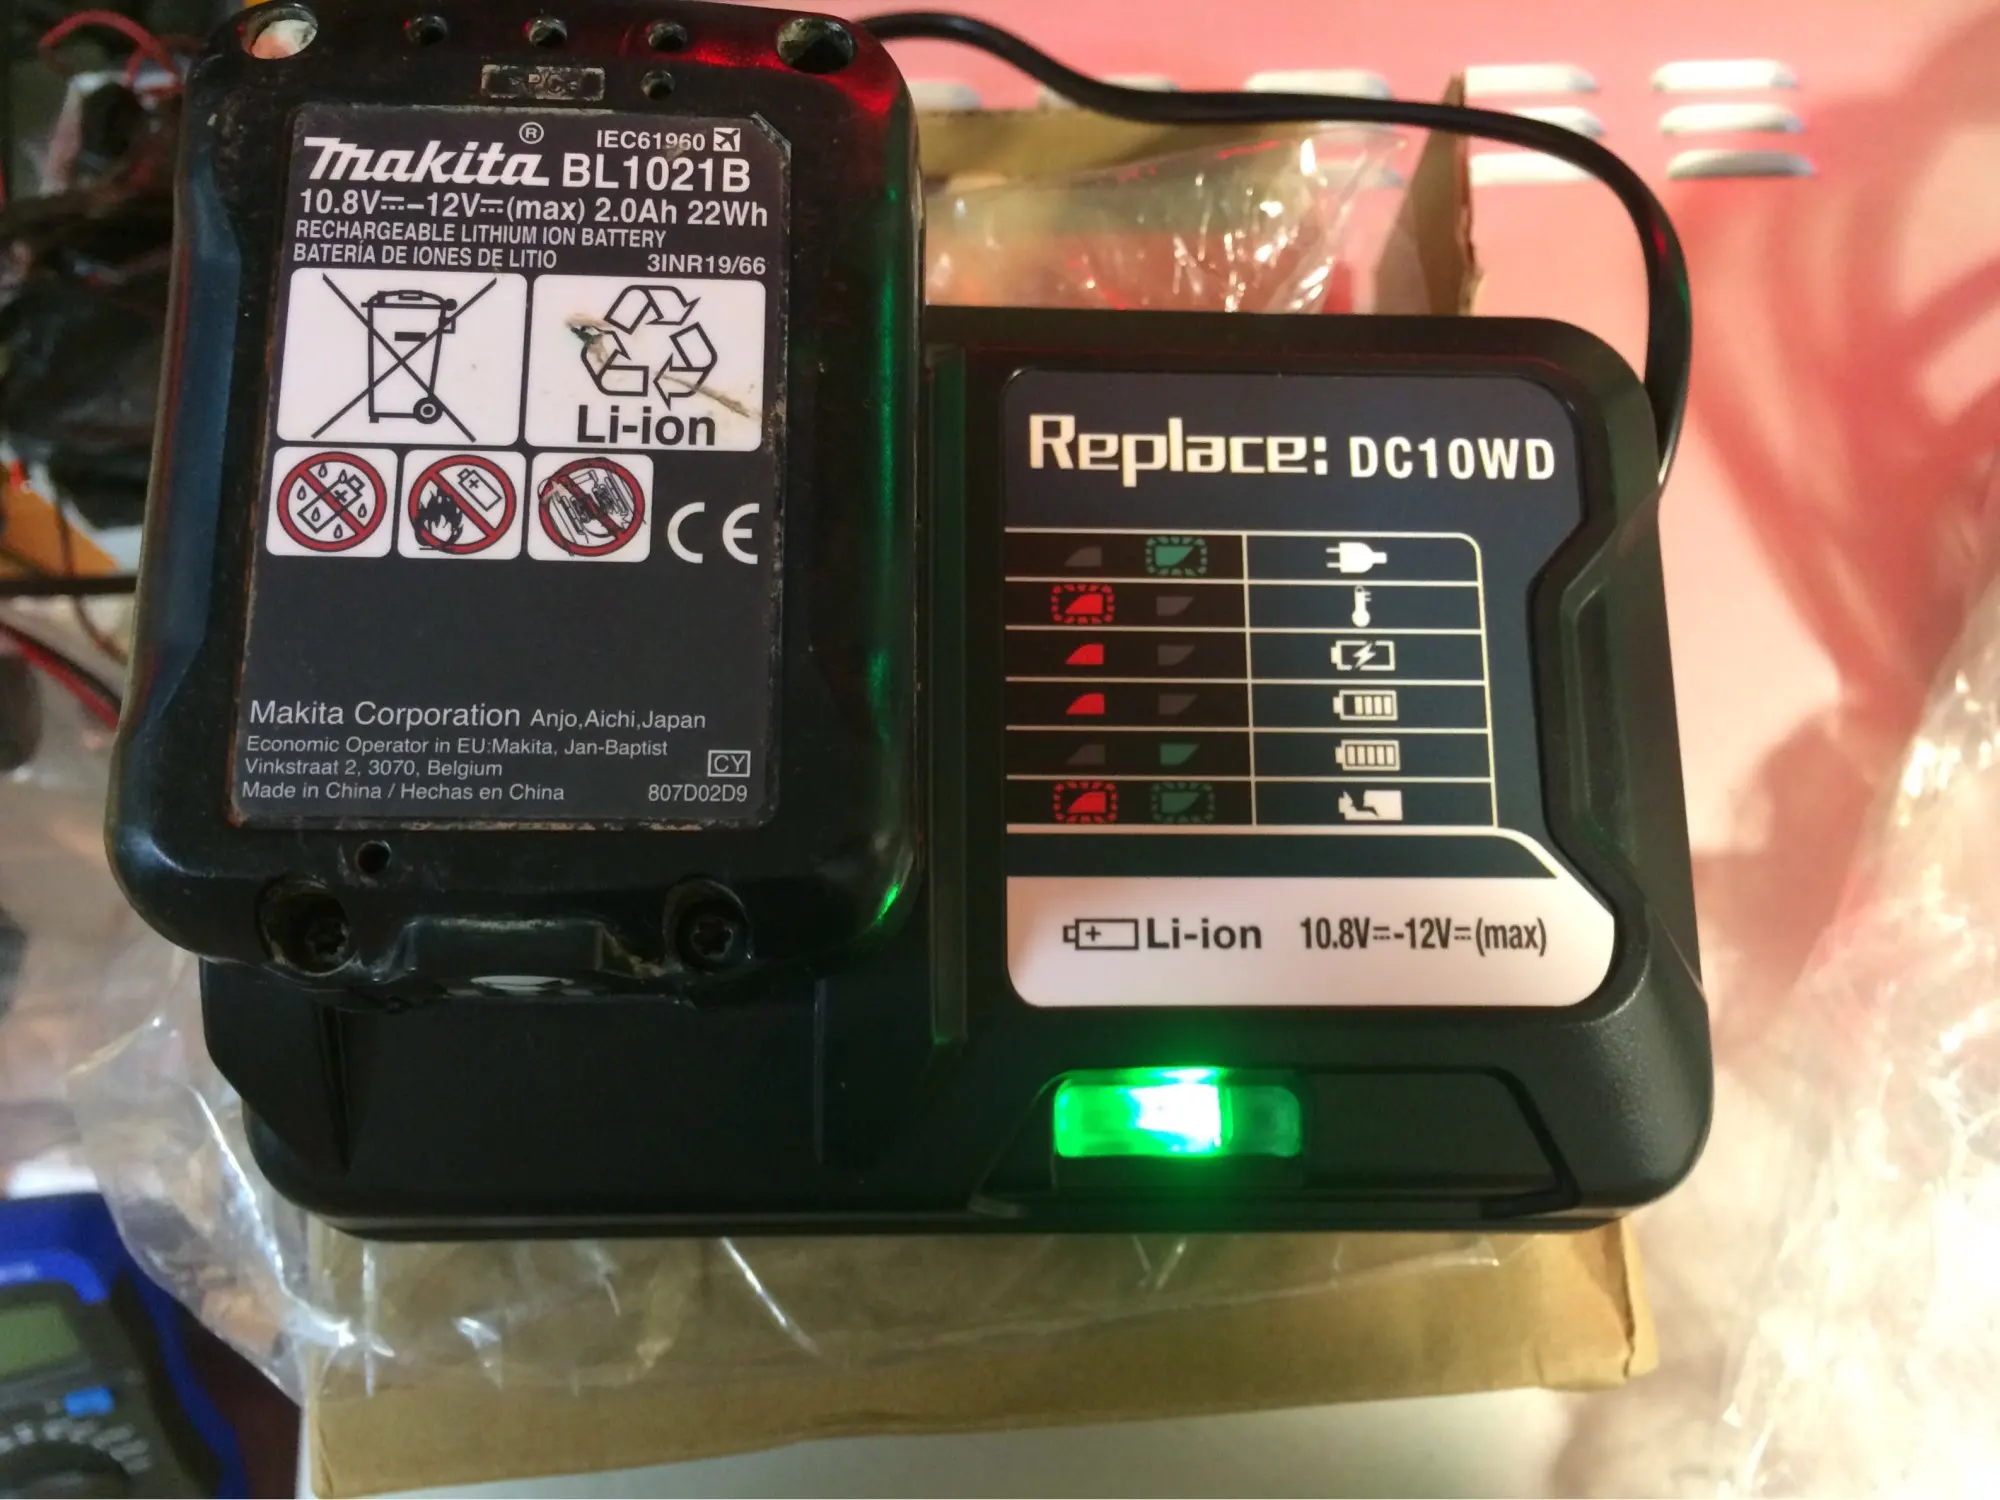 >PC<
Makita® IEC61960
BL1021B
10.8V⎓-12V⎓(max) 2.0Ah 22Wh
RECHARGEABLE LITHIUM ION BATTERY
BATERÍA DE IONES DE LITIO 3INR19/66
Li-ion
CE
Makita Corporation Anjo,Aichi,Japan
Economic Operator in EU:Makita, Jan-Baptist
Vinkstraat 2, 3070, Belgium
CY
Made in China / Hechas en China 807D02D9
Replace: DC10WD
Li-ion 10.8V⎓-12V⎓(max)